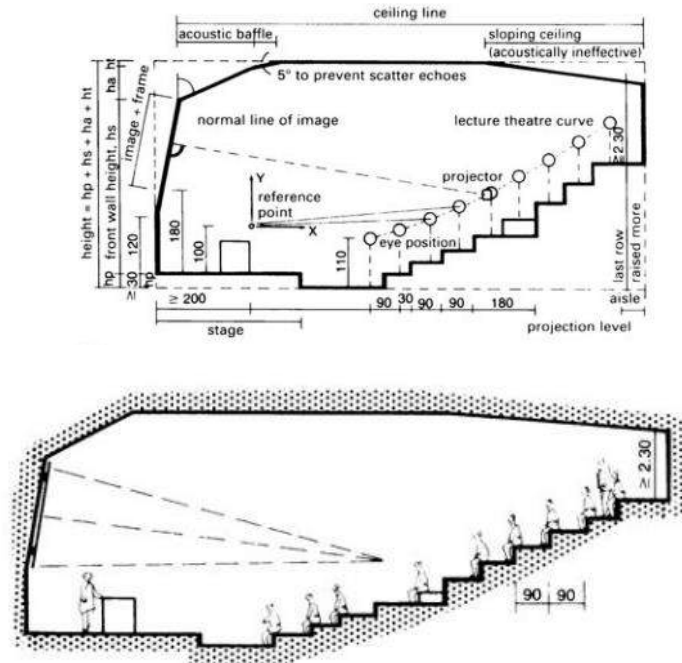 ceiling line
acoustic baffle
sloping ceiling
(acoustically ineffective)
5° to prevent scatter echoes
height = hp + hs + ha + ht
front wall height, hs
ha
ht
image + frame
normal line of image
lecture theatre curve
≥ 2.30
projector
Y
reference
point
X
eye position
180
100
120
110
hp
≥ 30
hp
last row
raised more
≥ 200
90
30
90
90
180
aisle
stage
projection level
≥ 2.30
90
90